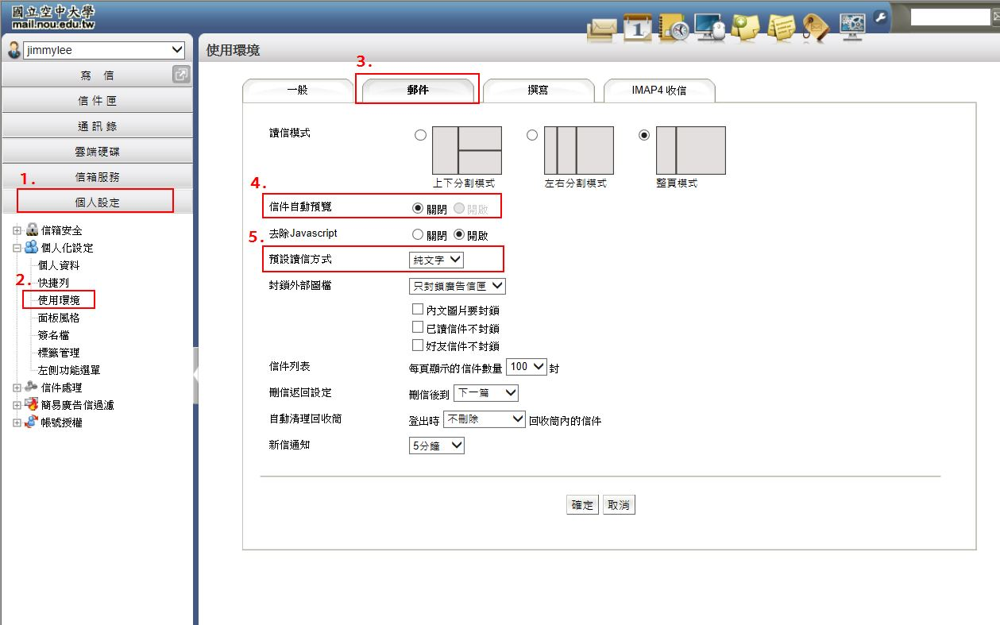 國立空中大學
mail.nou.edu.tw
jimmylee
寫 信
信件匣
通訊錄
雲端硬碟
信箱服務
1.
個人設定
信箱安全
個人化設定
個人資料
2.
快捷列
使用環境
面板風格
簽名檔
標籤管理
左側功能選單
信件處理
簡易廣告信過濾
帳號授權
1
使用環境
3.
一般 郵件 撰寫 IMAP4 收信
讀信模式
上下分割模式 左右分割模式 整頁模式
4.
信件自動預覽 關閉 開啟
去除Javascript 關閉 開啟
5.
預設讀信方式 純文字
封鎖外部圖檔 只封鎖廣告信匣
內文圖片要封鎖
已讀信件不封鎖
好友信件不封鎖
信件列表 每頁顯示的信件數量 100 封
刪信返回設定 刪信後到 下一篇
自動清理回收筒 登出時 不刪除 回收筒內的信件
新信通知 5分鐘
確定 取消